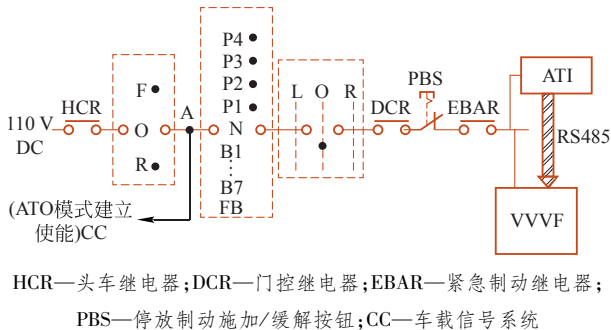 P4
P3
P2
P1
N
B1
B7
FB
F
O
R
A
L O R
PBS
HCR
DCR
EBAR
ATI
RS485
110 V
DC
VVVF
(ATO模式建立
使能)CC
HCR—头车继电器;DCR—门控继电器;EBAR—紧急制动继电器;
PBS—停放制动施加/缓解按钮;CC—车载信号系统